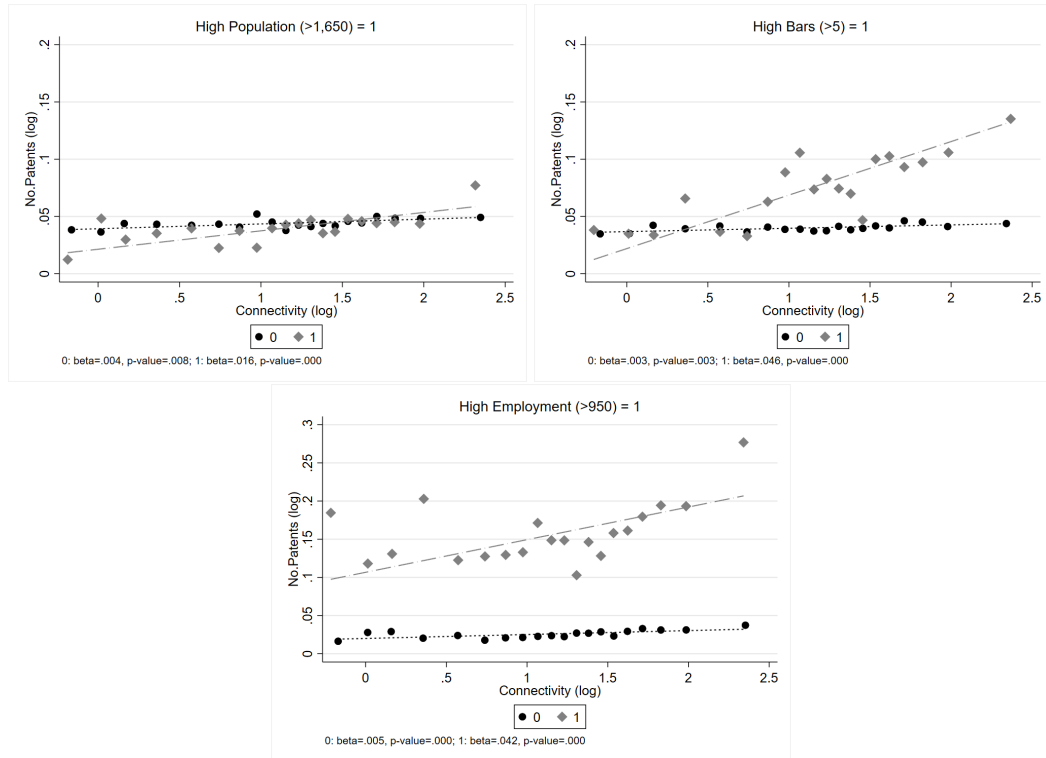 High Population (>1,650) = 1
No.Patents (log)
.2
.15
.1
.05
0
0 .5 1 1.5 2 2.5
Connectivity (log)
0 1
0: beta=.004, p-value=.008; 1: beta=.016, p-value=.000
High Bars (>5) = 1
No.Patents (log)
.2
.15
.1
.05
0
0 .5 1 1.5 2 2.5
Connectivity (log)
0 1
0: beta=.003, p-value=.003; 1: beta=.046, p-value=.000
High Employment (>950) = 1
No.Patents (log)
.3
.25
.2
.15
.1
.05
0
0 .5 1 1.5 2 2.5
Connectivity (log)
0 1
0: beta=.005, p-value=.000; 1: beta=.042, p-value=.000